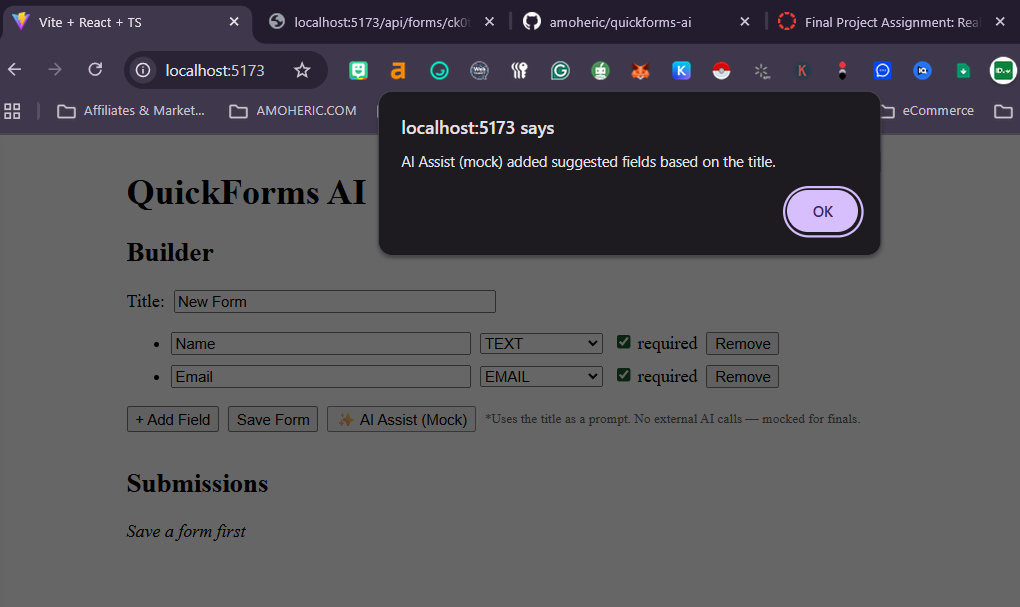 Vite + React + TS
localhost:5173/api/forms/ck0
amoheric/quickforms-ai
Final Project Assignment: Rea
localhost:5173
Affiliates & Market...
AMOHERIC.COM
eCommerce
localhost:5173 says
AI Assist (mock) added suggested fields based on the title.
OK
QuickForms AI
Builder
Title: New Form
Name TEXT required Remove
Email EMAIL required Remove
+ Add Field Save Form ✨ AI Assist (Mock) *Uses the title as a prompt. No external AI calls — mocked for finals.
Submissions
Save a form first